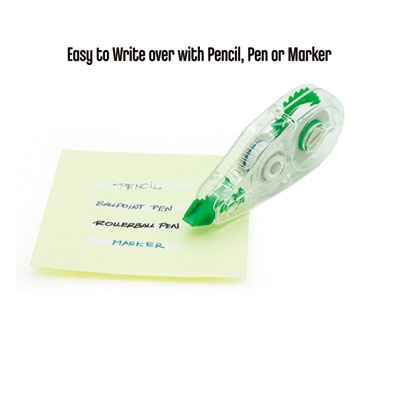 Easy to Write over with Pencil, Pen or Marker
PENCIL
BALLPOINT PEN
ROLLERBALL PEN
MARKER